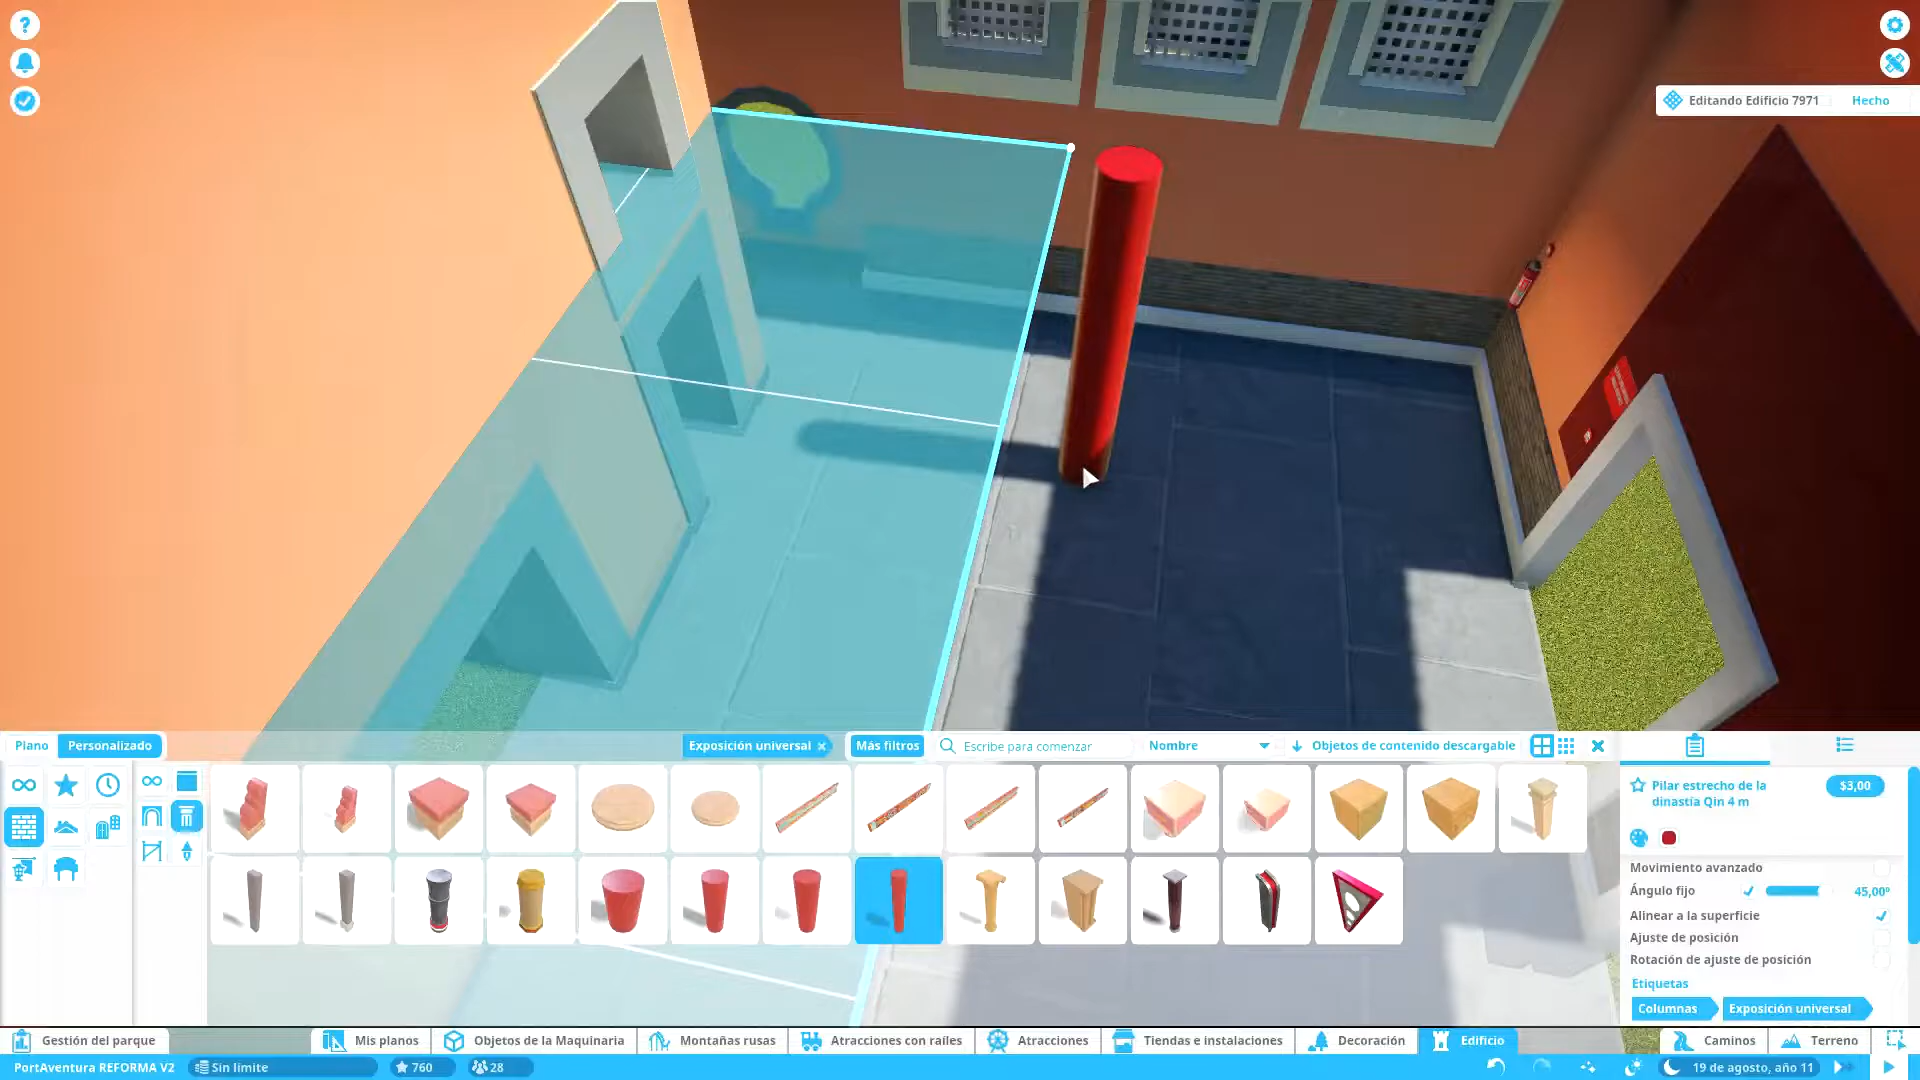 ?
Editando Edificio 7971
Hecho
Plano
Personalizado
Exposición universal ×
Más filtros
Escribe para comenzar
Nombre
Objetos de contenido descargable
Pilar estrecho de la
dinastía Qin 4 m
$3,00
Movimiento avanzado
Ángulo fijo
45,00º
Alinear a la superficie
Ajuste de posición
Rotación de ajuste de posición
Etiquetas
Columnas
Exposición universal
Gestión del parque
Mis planos
Objetos de la Maquinaria
Montañas rusas
Atracciones con raíles
Atracciones
Tiendas e instalaciones
Decoración
Edificio
Caminos
Terreno
PortAventura REFORMA V2
Sin límite
760
28
19 de agosto, año 11